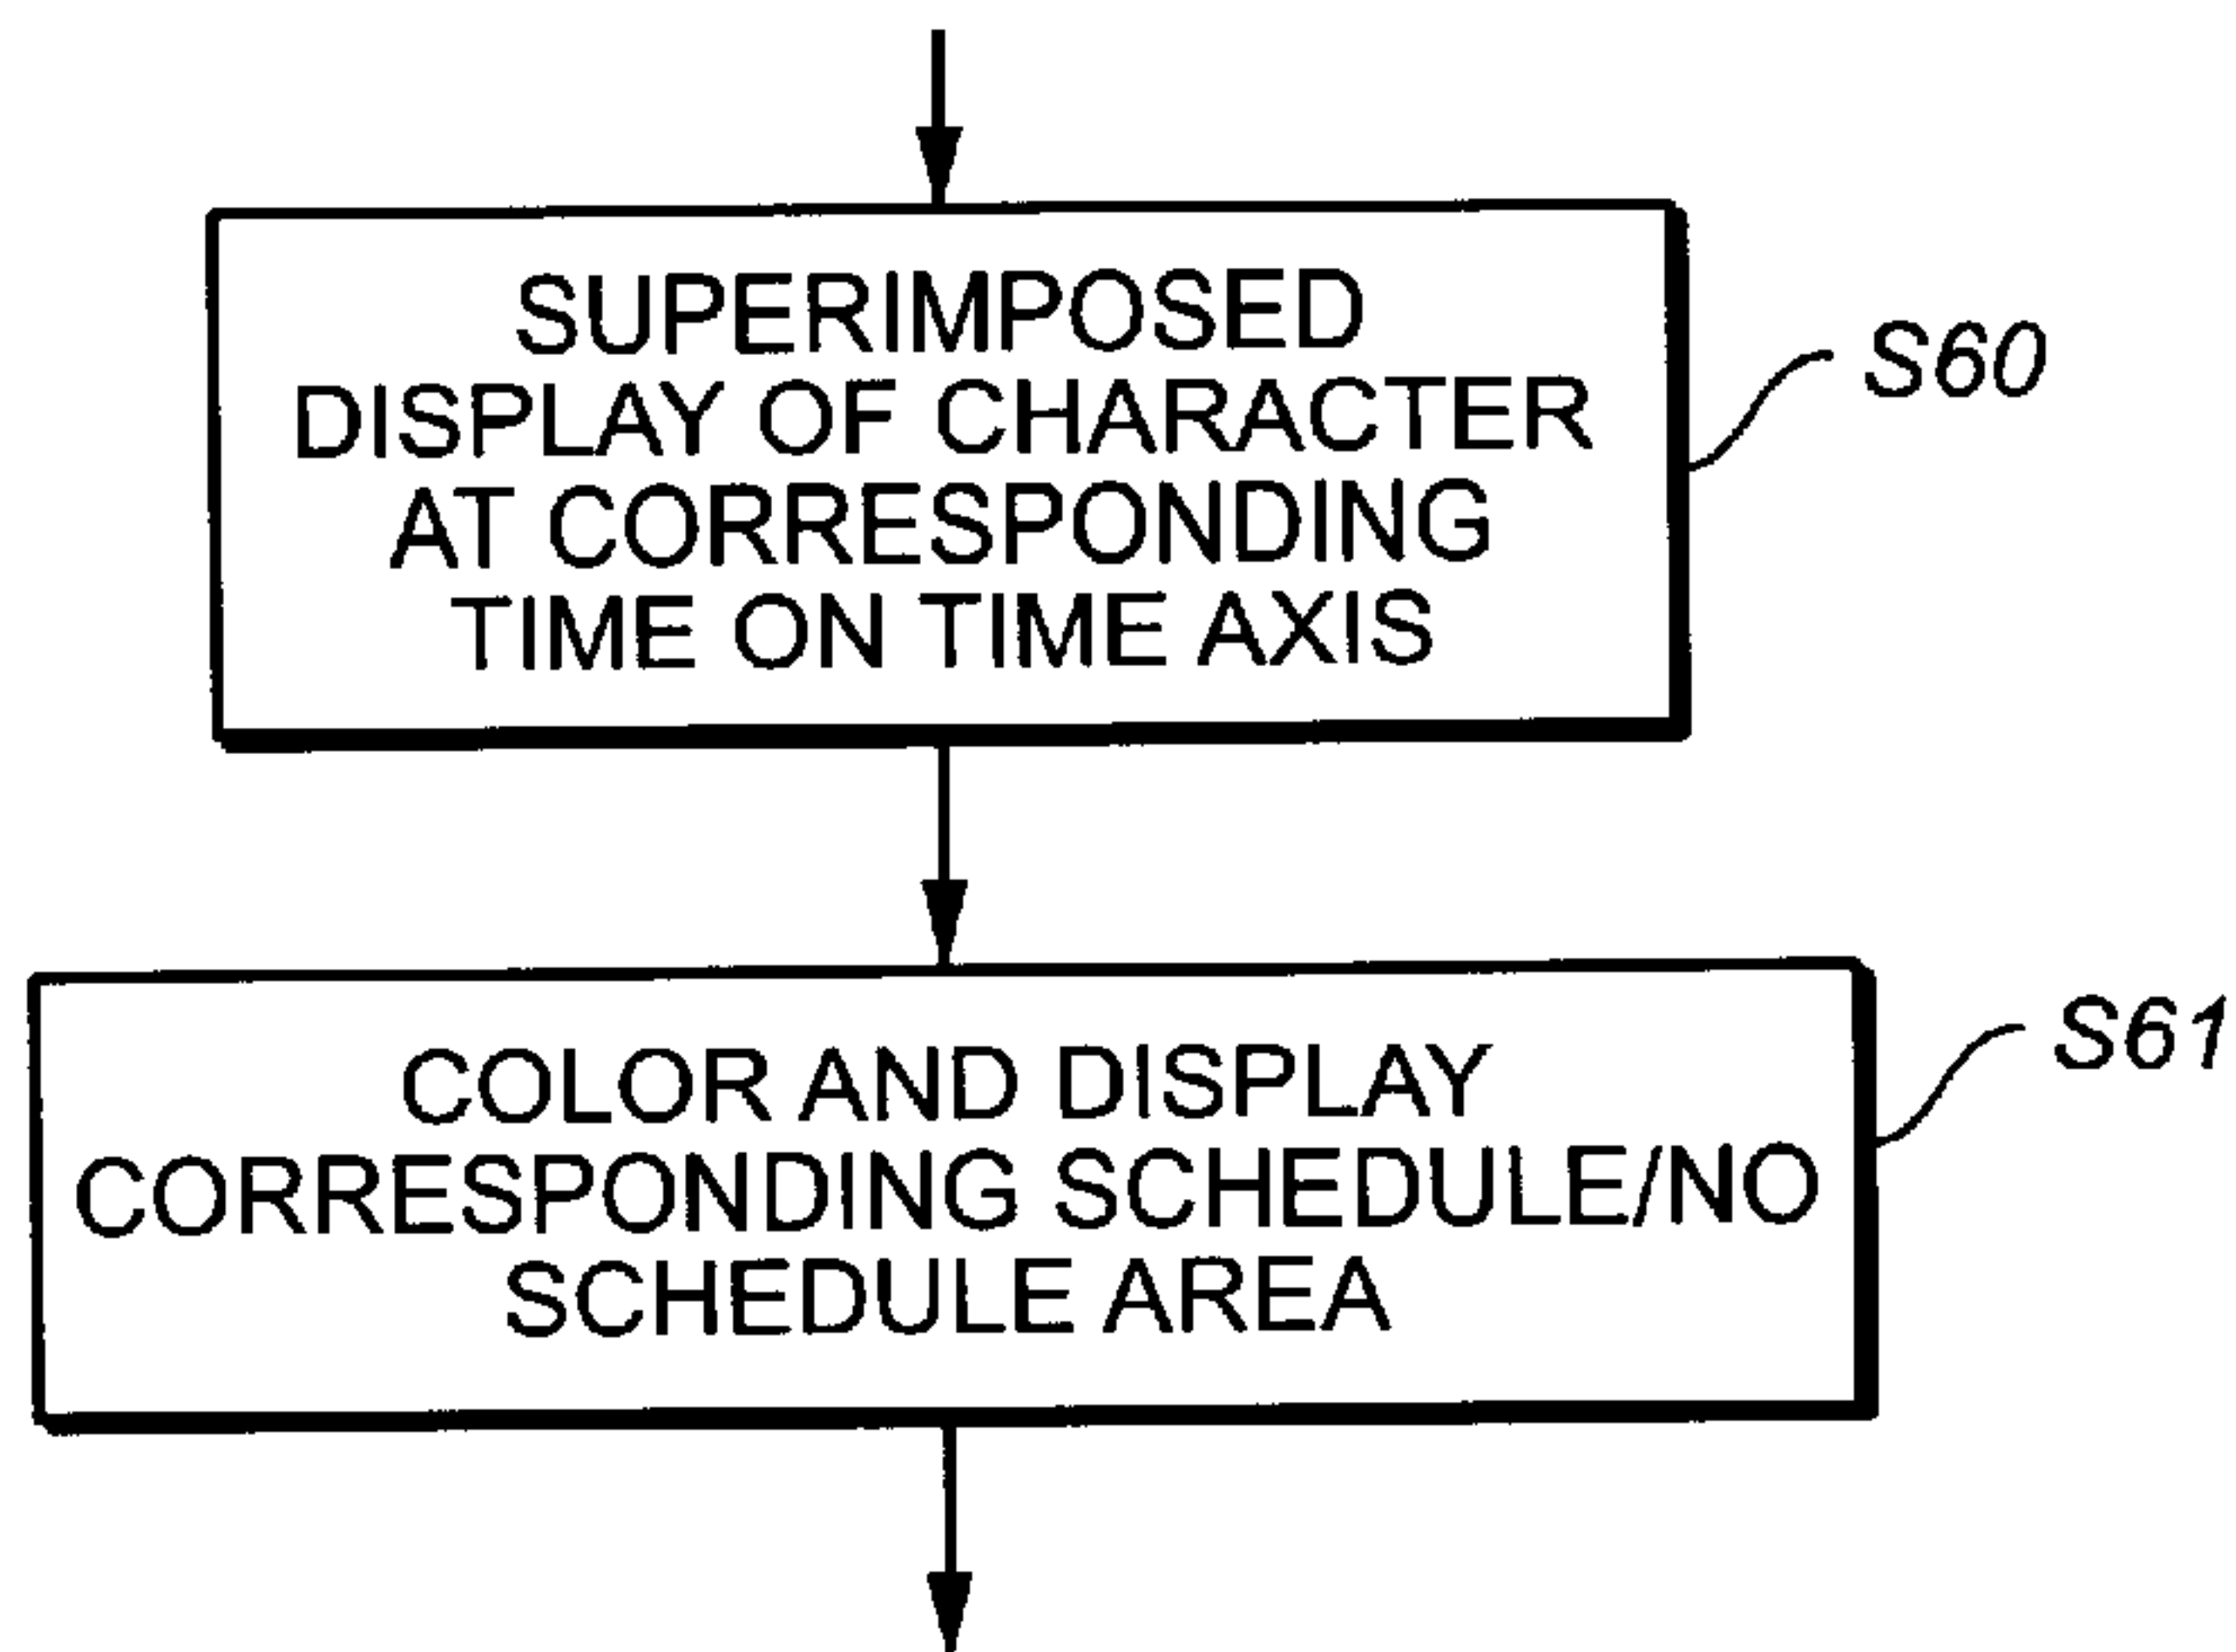 SUPERIMPOSED
DISPLAY OF CHARACTER
AT CORRESPONDING
TIME ON TIME AXIS
S60
COLOR AND DISPLAY
CORRESPONDING SCHEDULE/NO
SCHEDULE AREA
S61